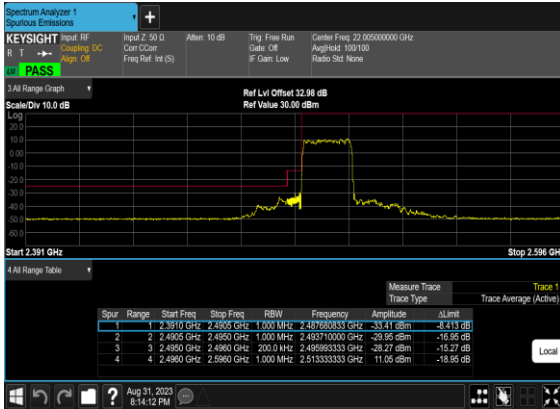 Spectrum Analyzer 1
Spurious Emissions
+
KEYSIGHT Input: RF Input Z: 50 Ω Atten: 10 dB Trig: Free Run Center Freq: 22.005000000 GHz
R T Coupling: DC Corr CCorr Gate: Off Avg|Hold: 100/100
Align: Off Freq Ref: Int (S) IF Gain: Low Radio Std: None
PASS
3 All Range Graph
Ref Lvl Offset 32.98 dB
Scale/Div 10.0 dB Ref Value 30.00 dBm
Log
20.0
10.0
0.00
-10.0
-20.0
-30.0
-40.0
-50.0
-60.0
Start 2.391 GHz Stop 2.596 GH
4 All Range Table
Measure Trace Trace 1
Trace Type Trace Average (Active)
Spur Range Start Freq Stop Freq RBW Frequency Amplitude ΔLimit
1 1 2.3910 GHz 2.4905 GHz 1.000 MHz 2.487680833 GHz -33.41 dBm -8.413 dB
2 2 2.4905 GHz 2.4950 GHz 1.000 MHz 2.493710000 GHz -29.95 dBm -16.95 dB
3 3 2.4950 GHz 2.4960 GHz 200.0 kHz 2.495993333 GHz -28.27 dBm -15.27 dB
4 4 2.4960 GHz 2.5960 GHz 1.000 MHz 2.513333333 GHz 11.05 dBm -18.95 dB
Local
?
Aug 31, 2023
8:14:12 PM